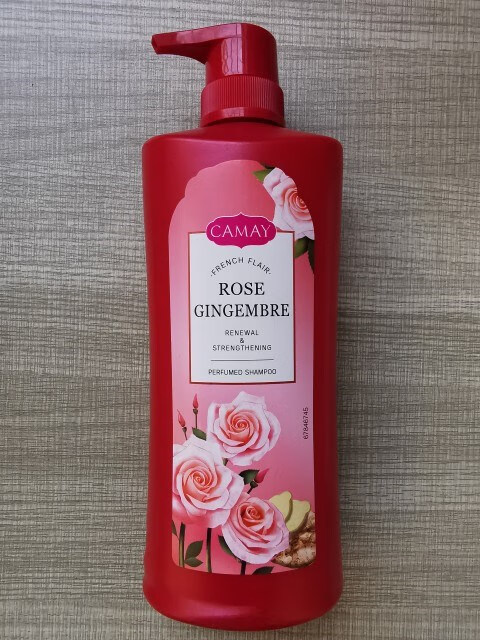 CAMAY
·FRENCH FLAIR·
ROSE
GINGEMBRE
RENEWAL
&
STRENGTHENING
PERFUMED SHAMPOO
67846745